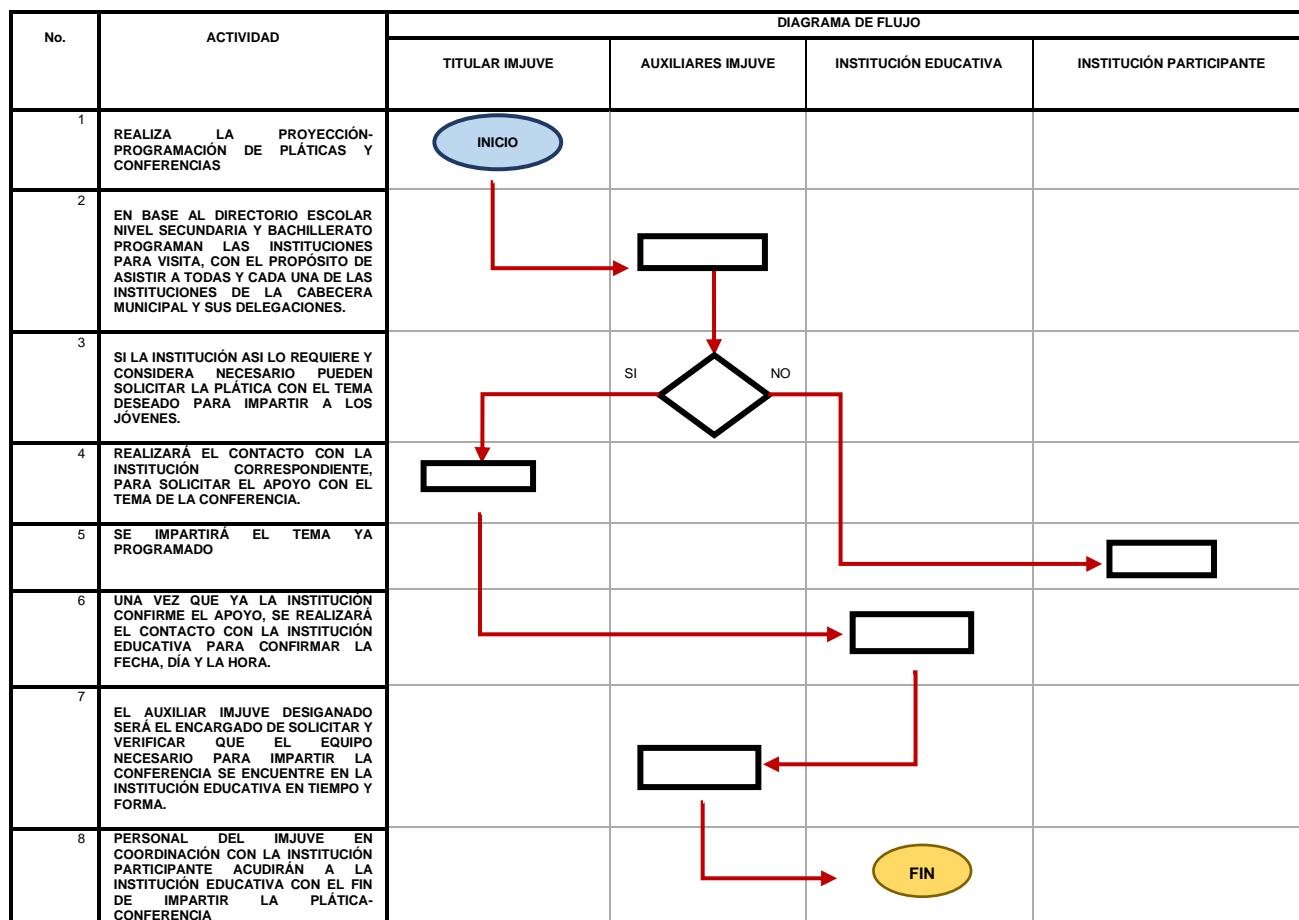 No.
ACTIVIDAD
DIAGRAMA DE FLUJO
TITULAR IMJUVE
AUXILIARES IMJUVE
INSTITUCIÓN EDUCATIVA
INSTITUCIÓN PARTICIPANTE
1
REALIZA LA PROYECCIÓN-
PROGRAMACIÓN DE PLÁTICAS Y
CONFERENCIAS
INICIO
2
EN BASE AL DIRECTORIO ESCOLAR
NIVEL SECUNDARIA Y BACHILLERATO
PROGRAMAN LAS INSTITUCIONES
PARA VISITA, CON EL PROPÓSITO DE
ASISTIR A TODAS Y CADA UNA DE LAS
INSTITUCIONES DE LA CABECERA
MUNICIPAL Y SUS DELEGACIONES.
3
SI LA INSTITUCIÓN ASI LO REQUIERE Y
CONSIDERA NECESARIO PUEDEN
SOLICITAR LA PLÁTICA CON EL TEMA
DESEADO PARA IMPARTIR A LOS
JÓVENES.
SI
NO
4
REALIZARÁ EL CONTACTO CON LA
INSTITUCIÓN CORRESPONDIENTE,
PARA SOLICITAR EL APOYO CON EL
TEMA DE LA CONFERENCIA.
5
SE IMPARTIRÁ EL TEMA YA
PROGRAMADO
6
UNA VEZ QUE YA LA INSTITUCIÓN
CONFIRME EL APOYO, SE REALIZARÁ
EL CONTACTO CON LA INSTITUCIÓN
EDUCATIVA PARA CONFIRMAR LA
FECHA, DÍA Y LA HORA.
7
EL AUXILIAR IMJUVE DESIGANADO
SERÁ EL ENCARGADO DE SOLICITAR Y
VERIFICAR QUE EL EQUIPO
NECESARIO PARA IMPARTIR LA
CONFERENCIA SE ENCUENTRE EN LA
INSTITUCIÓN EDUCATIVA EN TIEMPO Y
FORMA.
8
PERSONAL DEL IMJUVE EN
COORDINACIÓN CON LA INSTITUCIÓN
PARTICIPANTE ACUDIRÁN A LA
INSTITUCIÓN EDUCATIVA CON EL FIN
DE IMPARTIR LA PLÁTICA-
CONFERENCIA
FIN